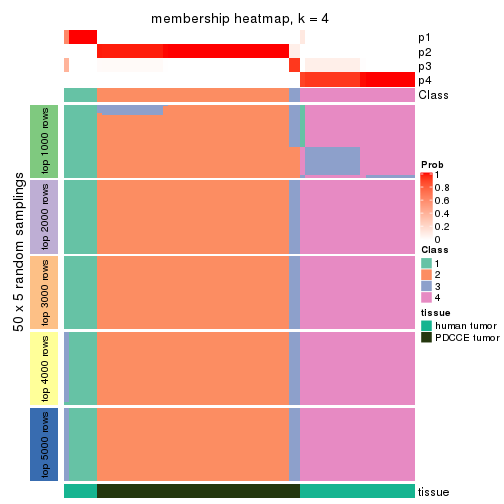 membership heatmap, k = 4
p1
p2
p3
p4
Class
50 x 5 random samplings
top 1000 rows
top 2000 rows
top 3000 rows
top 4000 rows
top 5000 rows
Prob
1
0.8
0.6
0.4
0.2
0
Class
1
2
3
4
tissue
human tumor
PDCCE tumor
tissue